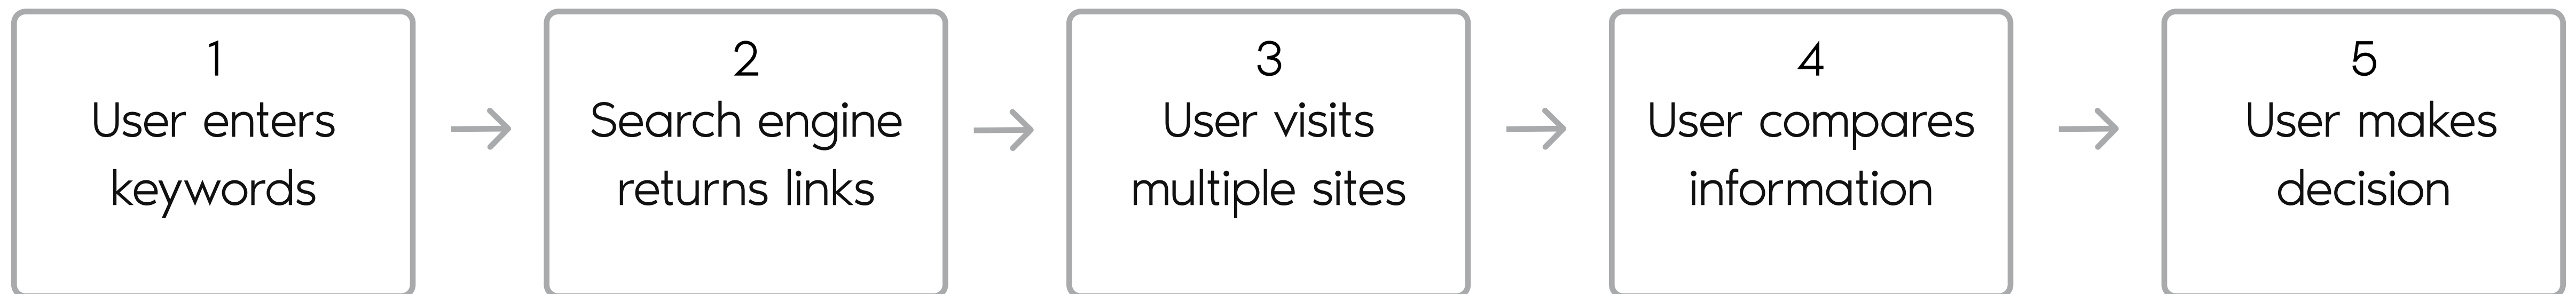 1
User enters
keywords
2
Search engine
returns links
3
User visits
multiple sites
4
User compares
information
5
User makes
decision